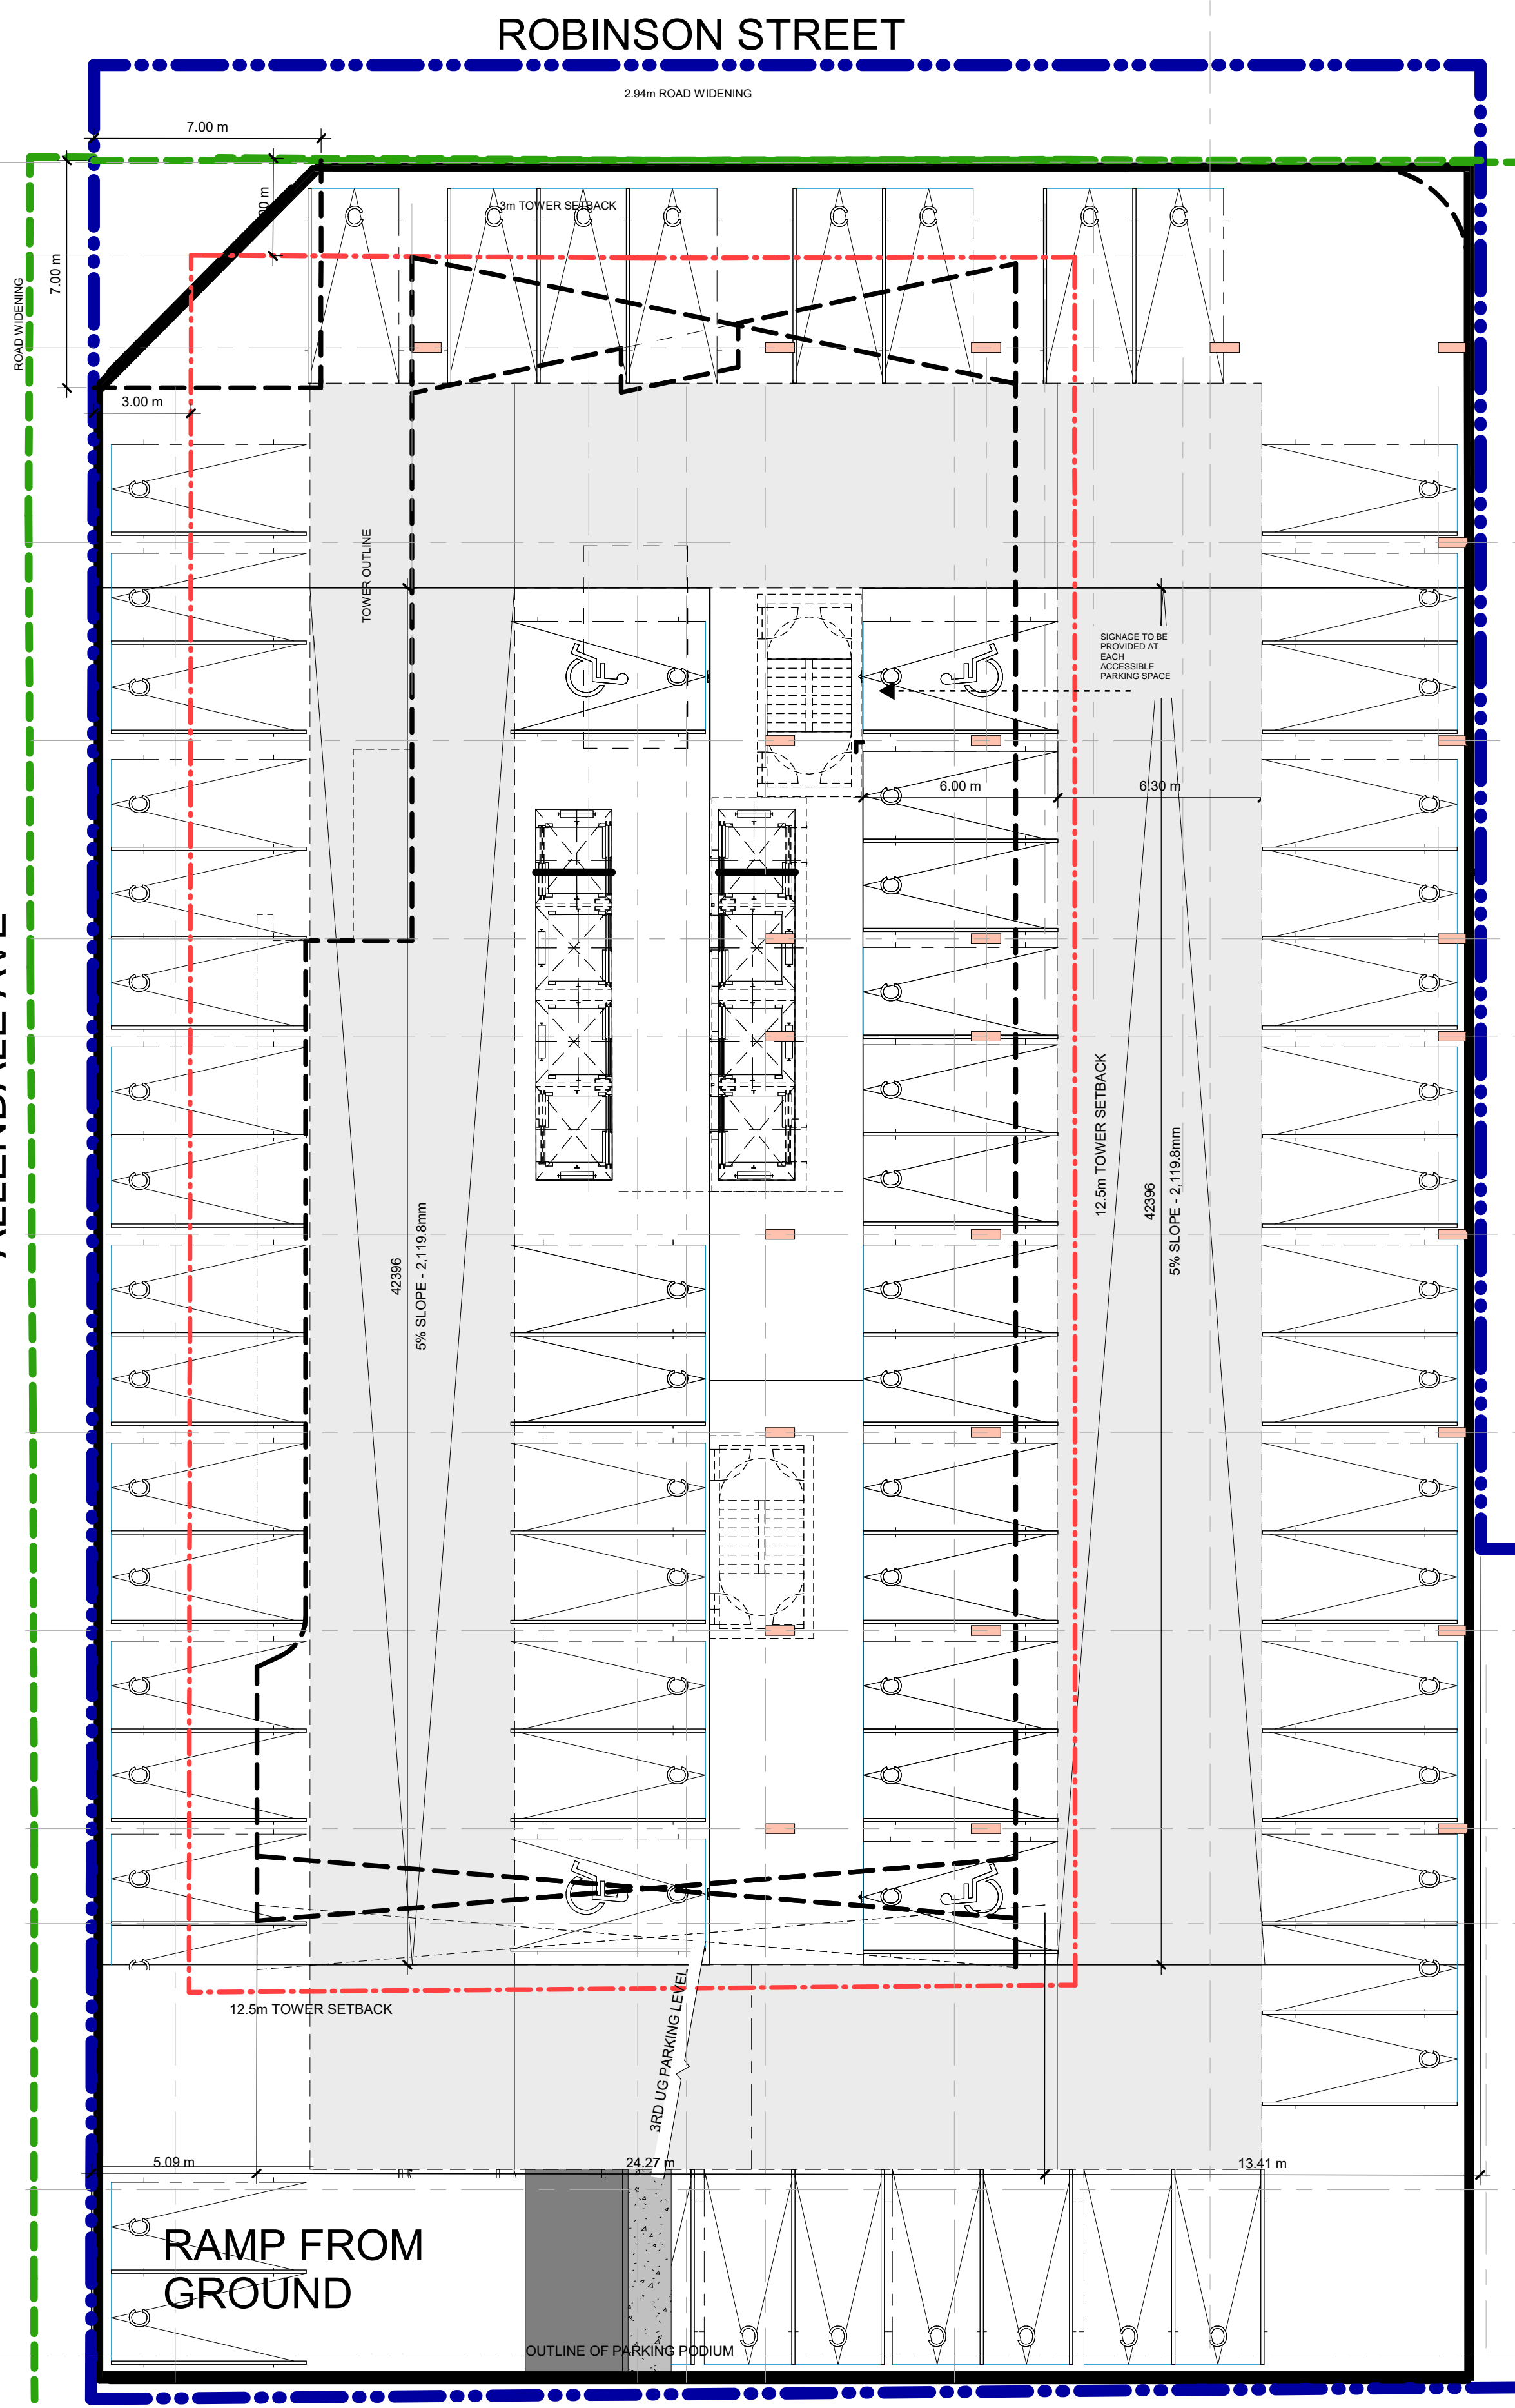 ROBINSON STREET
2.94m ROAD WIDENING
7.00 m
3m TOWER SETBACK
7.00 m
ROAD WIDENING
3.00 m
TOWER OUTLINE
SIGNAGE TO BE
PROVIDED AT
EACH
ACCESSIBLE
PARKING SPACE
6.00 m
6.30 m
12.5m TOWER SETBACK
42396
5% SLOPE - 2,119.8mm
42396
5% SLOPE - 2,119.8mm
12.5m TOWER SETBACK
3RD UG PARKING LEVEL
5.09 m
24.27 m
13.41 m
RAMP FROM
GROUND
OUTLINE OF PARKING PODIUM